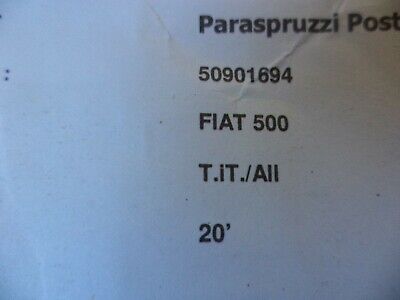 Paraspruzzi Post
50901694
:
FIAT 500
T.iT./All
20'